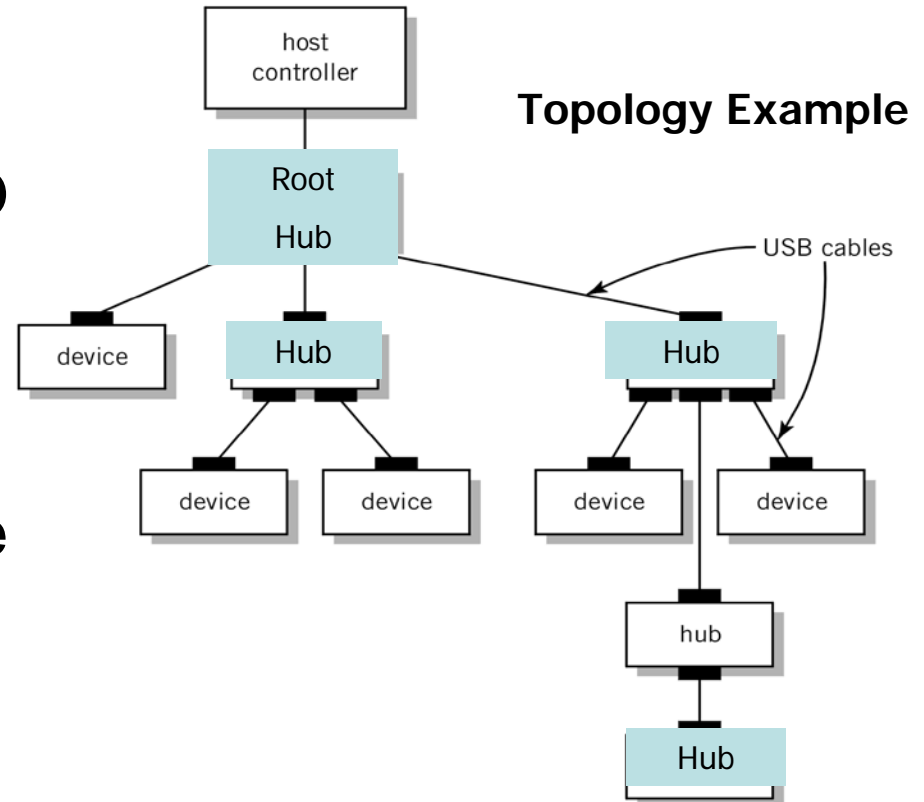 host
controller
Topology Example
Root
Hub
USB cables
device
Hub
Hub
device
device
device
device
hub
Hub
e